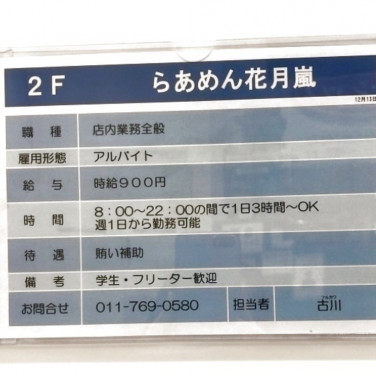 2F らあめん花月嵐
12月13日
職種 店内業務全般
雇用形態 アルバイト
給与 時給900円
時間 8：00～22：00の間で1日3時間～OK
週1日から勤務可能
待遇 賄い補助
備考 学生・フリーター歓迎
お問合せ 011-769-0580 担当者 古川